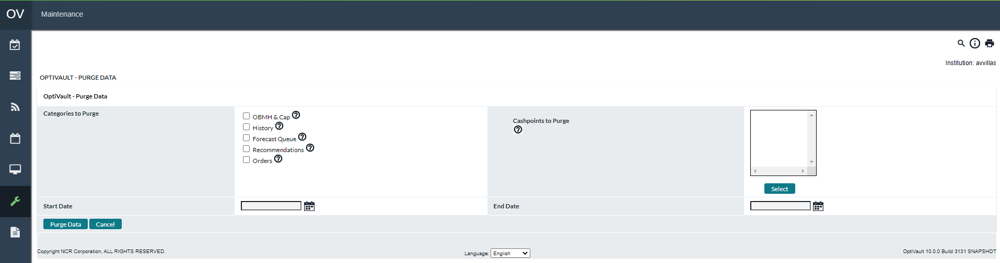 OV Maintenance
Institution: avvillas
OPTIVAULT - PURGE DATA
OptiVault - Purge Data
Categories to Purge
OBMH & Cap
History
Forecast Queue
Recommendations
Orders
Cashpoints to Purge
Select
Start Date
End Date
Purge Data Cancel
Copyright NCR Corporation, ALL RIGHTS RESERVED.
Language: English
OptiVault 10.0.0 Build 3131 SNAPSHOT